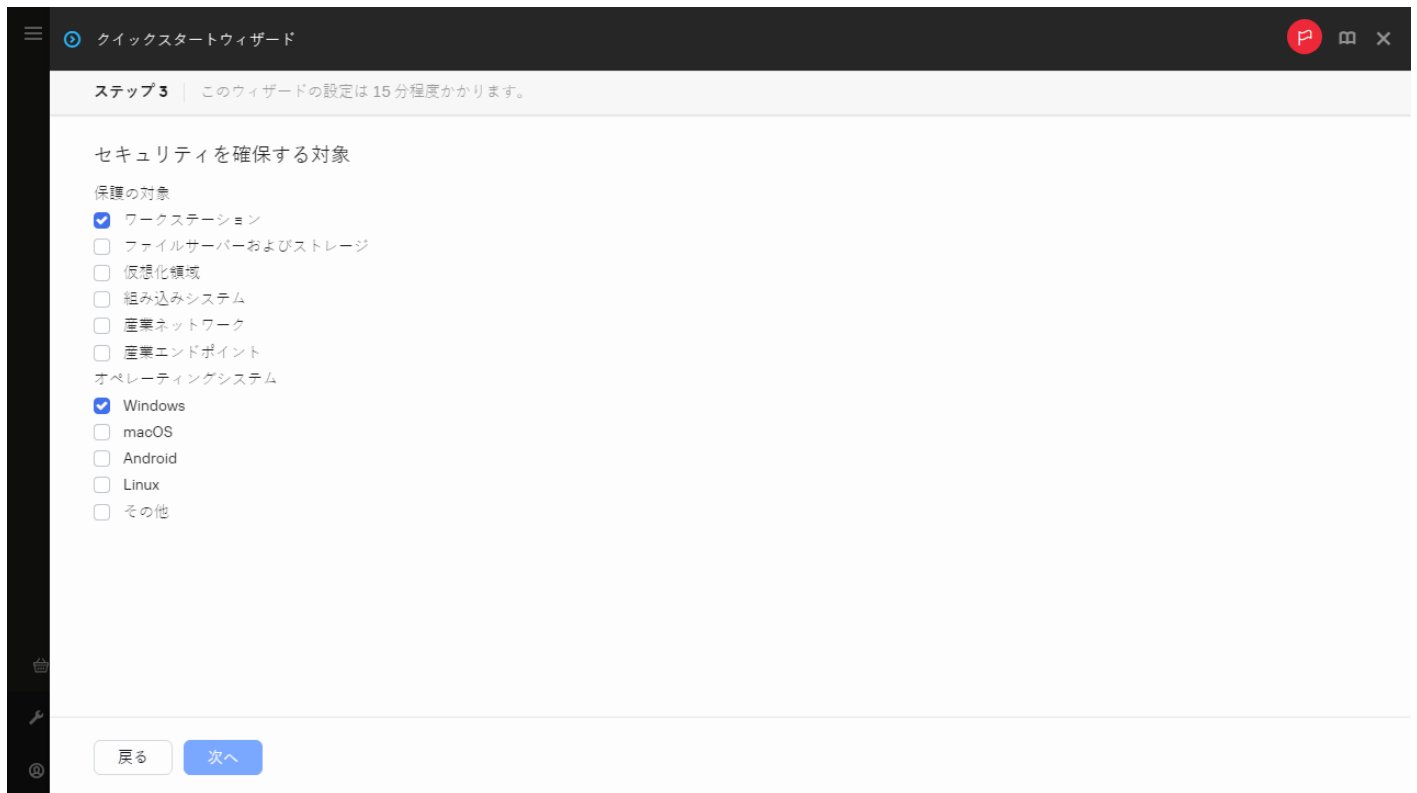 クイックスタートウィザード
ステップ 3 このウィザードの設定は 15 分程度かかります。
セキュリティを確保する対象
保護の対象
ワークステーション
ファイルサーバーおよびストレージ
仮想化領域
組み込みシステム
産業ネットワーク
産業エンドポイント
オペレーティングシステム
Windows
macOS
Android
Linux
その他
戻る 次へ